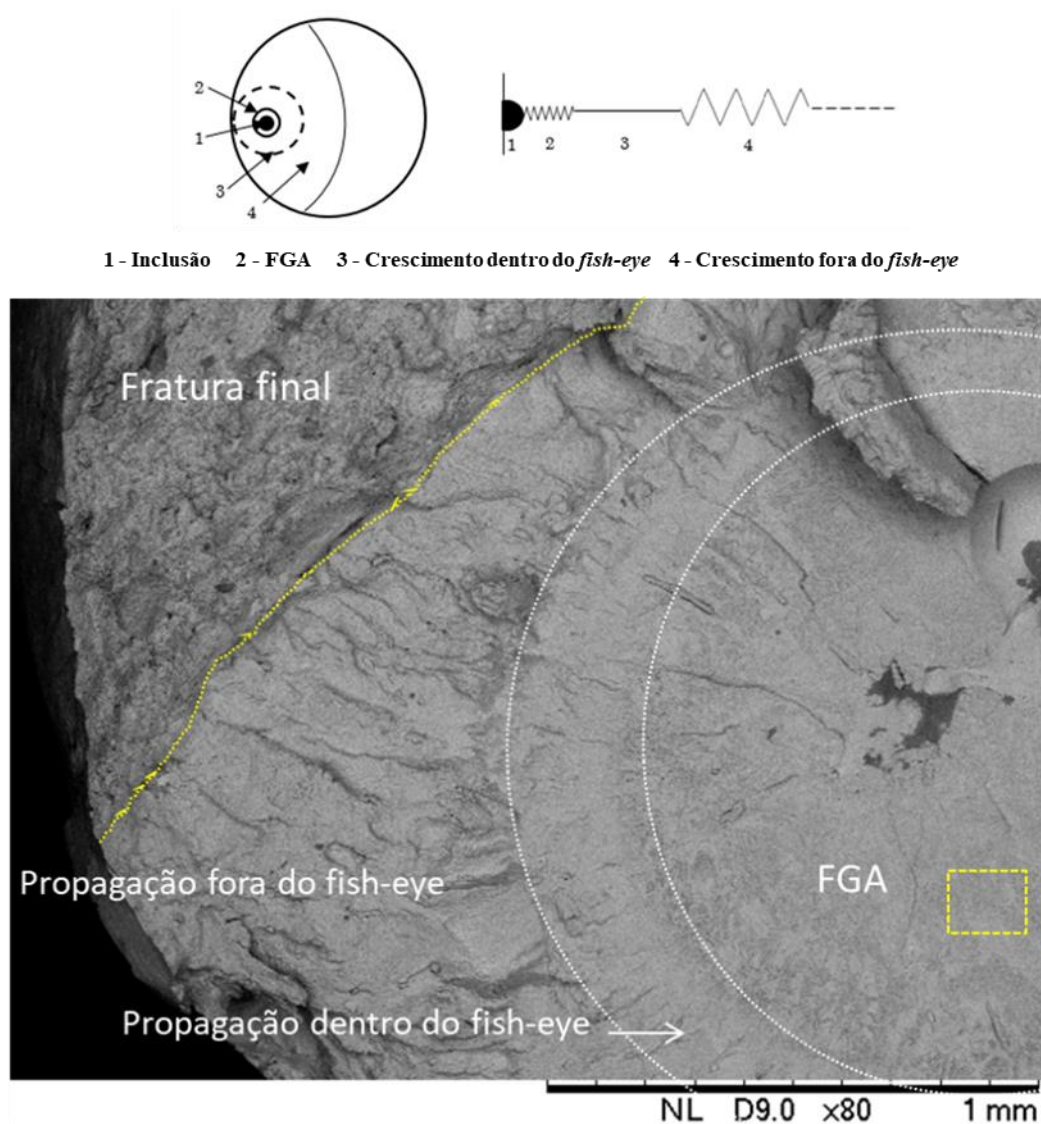 2
1
3
4
1 2 3 4
1 - Inclusão 2 - FGA 3 - Crescimento dentro do fish-eye 4 - Crescimento fora do fish-eye
Fratura final
FGA
Propagação fora do fish-eye
Propagação dentro do fish-eye
NL D9.0 x80 1 mm